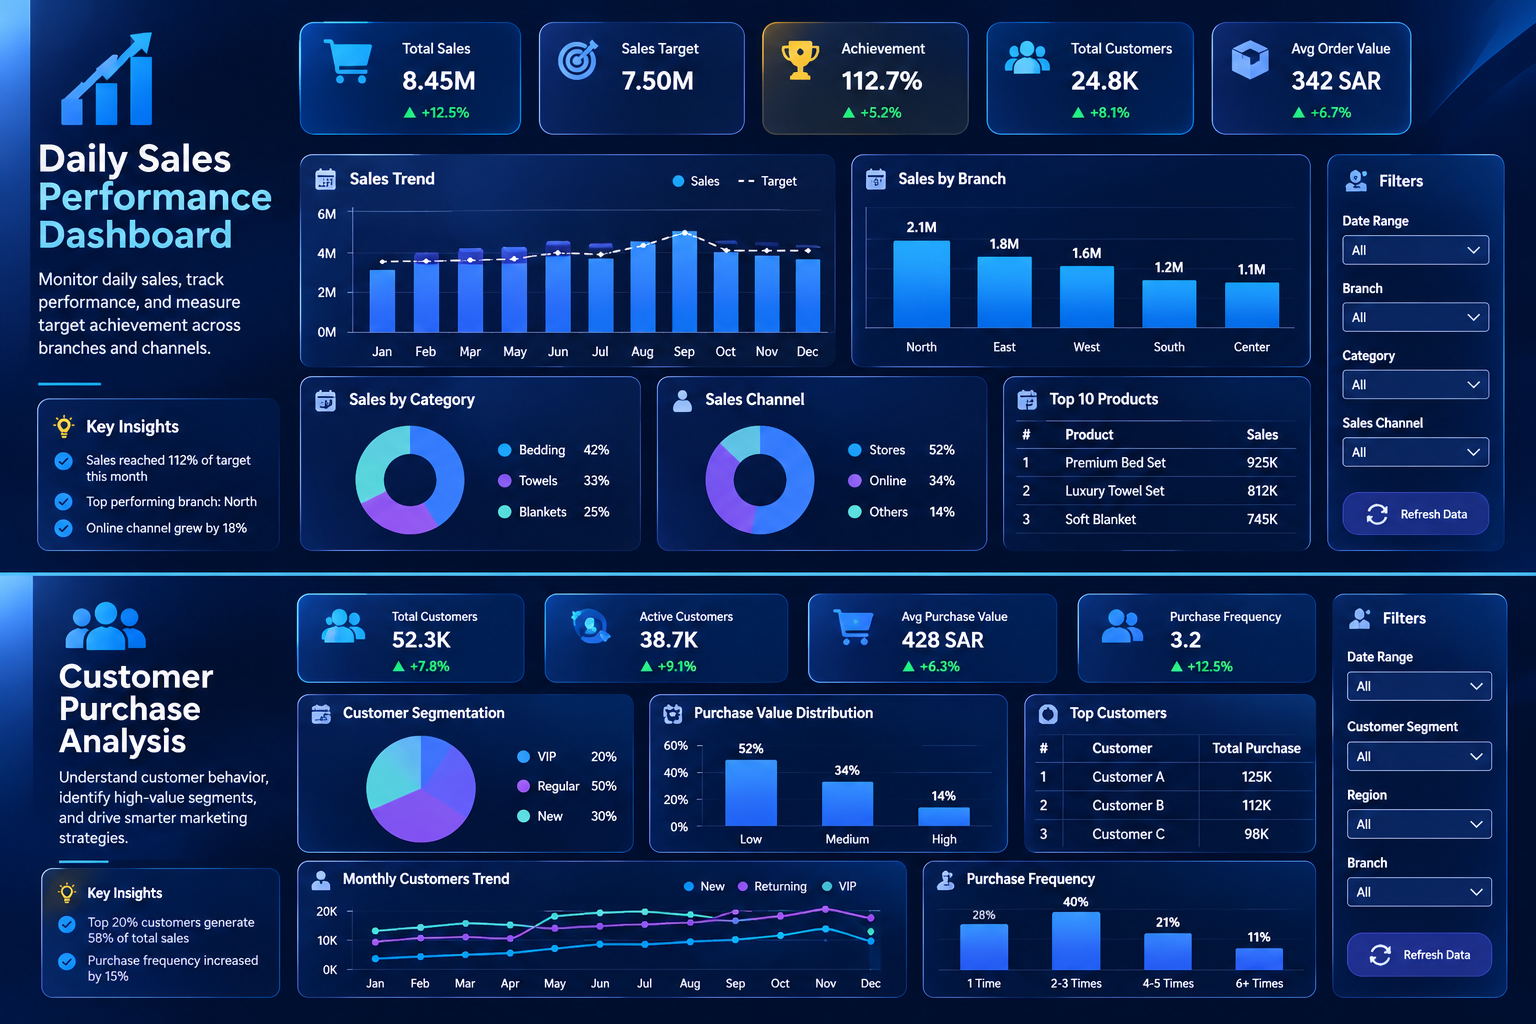 Daily Sales
Performance
Dashboard
Monitor daily sales, track
performance, and measure
target achievement across
branches and channels.
Key Insights
Sales reached 112% of target
this month
Top performing branch: North
Online channel grew by 18%
Total Sales
8.45M
▲ +12.5%
Sales Target
7.50M
Achievement
112.7%
▲ +5.2%
Total Customers
24.8K
▲ +8.1%
Avg Order Value
342 SAR
▲ +6.7%
Sales Trend
Sales
Target
6M
4M
2M
0M
Jan Feb Mar May Jun Jul Aug Sep Oct Nov Dec
Sales by Branch
2.1M
1.8M
1.6M
1.2M
1.1M
North East West South Center
Sales by Category
Bedding 42%
Towels 33%
Blankets 25%
Sales Channel
Stores 52%
Online 34%
Others 14%
Top 10 Products
# Product Sales
1 Premium Bed Set 925K
2 Luxury Towel Set 812K
3 Soft Blanket 745K
Filters
Date Range
All
Branch
All
Category
All
Sales Channel
All
Refresh Data
Customer
Purchase
Analysis
Understand customer behavior,
identify high-value segments,
and drive smarter marketing
strategies.
Key Insights
Top 20% customers generate
58% of total sales
Purchase frequency increased
by 15%
Total Customers
52.3K
▲ +7.8%
Active Customers
38.7K
▲ +9.1%
Avg Purchase Value
428 SAR
▲ +6.3%
Purchase Frequency
3.2
▲ +12.5%
Customer Segmentation
VIP 20%
Regular 50%
New 30%
Purchase Value Distribution
60%
40%
20%
0%
52%
34%
14%
Low Medium High
Top Customers
# Customer Total Purchase
1 Customer A 125K
2 Customer B 112K
3 Customer C 98K
Monthly Customers Trend
New Returning VIP
20K
10K
0K
Jan Feb Mar Apr May Jun Jul Aug Sep Oct Nov Dec
Purchase Frequency
28%
40%
21%
11%
1 Time 2-3 Times 4-5 Times 6+ Times
Filters
Date Range
All
Customer Segment
All
Region
All
Branch
All
Refresh Data